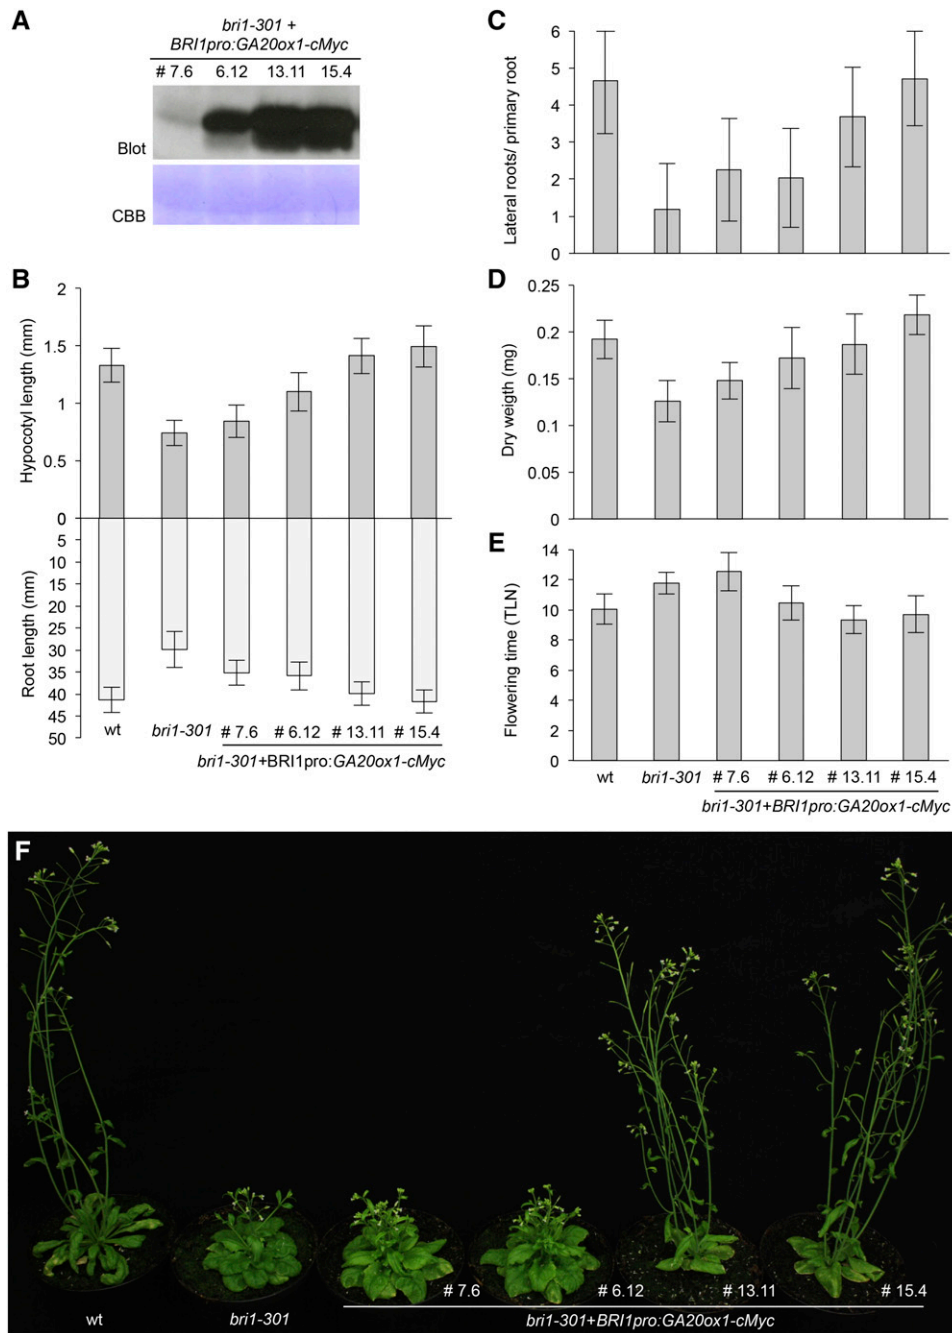 A
bri1-301 +
BRI1pro:GA20ox1-cMyc
# 7.6 6.12 13.11 15.4
Blot
CBB
B
2
1.5
1
0.5
0
Hypocotyl length (mm)
5
10
15
20
25
30
35
40
45
50
Root length (mm)
wt bri1-301 # 7.6 # 6.12 # 13.11 # 15.4
bri1-301+BRI1pro:GA20ox1-cMyc
C
6
5
4
3
2
1
0
Lateral roots/ primary root
D
0.25
0.2
0.15
0.1
0.05
0
Dry weigth (mg)
E
14
12
10
8
6
4
2
0
Flowering time (TLN)
wt bri1-301 # 7.6 # 6.12 # 13.11 # 15.4
bri1-301+BRI1pro:GA20ox1-cMyc
F
# 7.6 # 6.12 # 13.11 # 15.4
wt bri1-301 bri1-301+BRI1pro:GA20ox1-cMyc